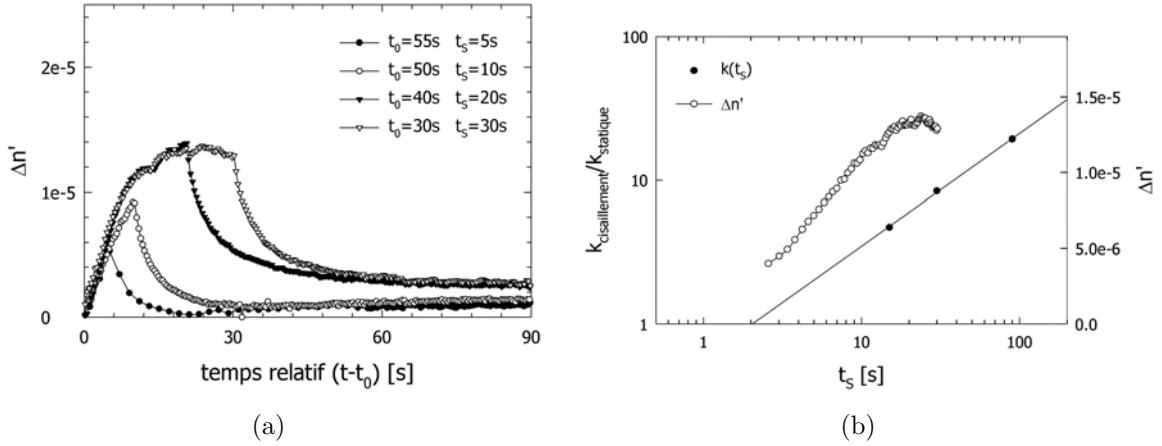 2e-5
1e-5
0
Δn'
t0=55s tS=5s
t0=50s tS=10s
t0=40s tS=20s
t0=30s tS=30s
0 30 60 90
temps relatif (t-t0) [s]
(a)
100
10
1
kcisaillement/kstatique
k(tS)
Δn'
1.5e-5
1.0e-5
5.0e-6
0.0
Δn'
1 10 100
tS [s]
(b)